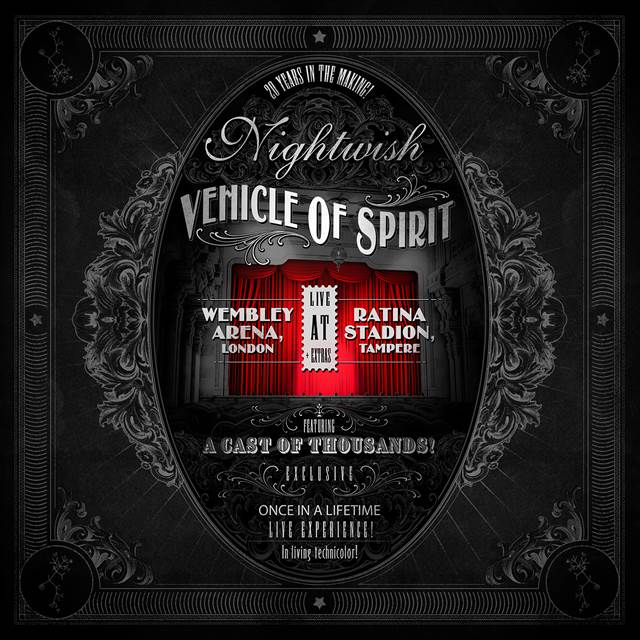 20 YEARS IN THE MAKING!
Nightwish
VEHICLE OF SPIRIT
WEMBLEY ARENA, LONDON
LIVE AT + EXTRAS
RATINA STADION, TAMPERE
FEATURING
A CAST OF THOUSANDS!
EXCLUSIVE
ONCE IN A LIFETIME
LIVE EXPERIENCE!
In living technicolor!